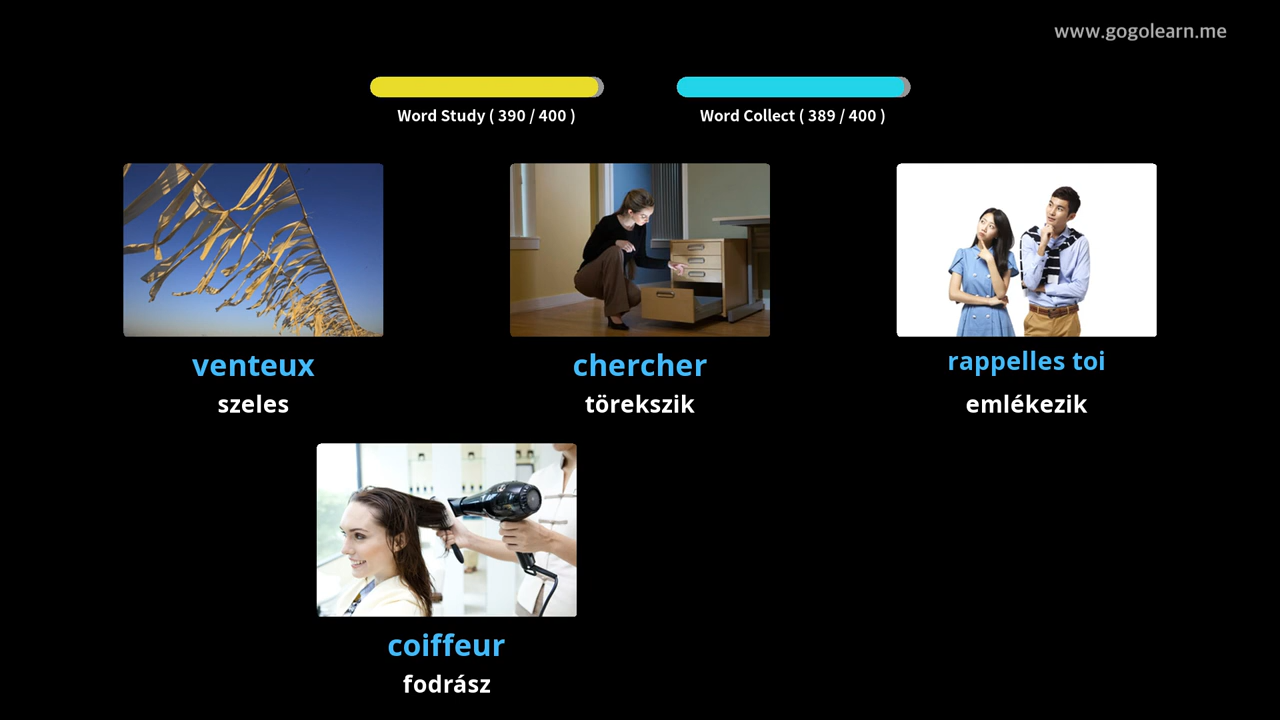 www.gogolearn.me
Word Study ( 390 / 400 )
Word Collect ( 389 / 400 )
venteux
szeles
chercher
törekszik
rappelles toi
emlékezik
coiffeur
fodrász